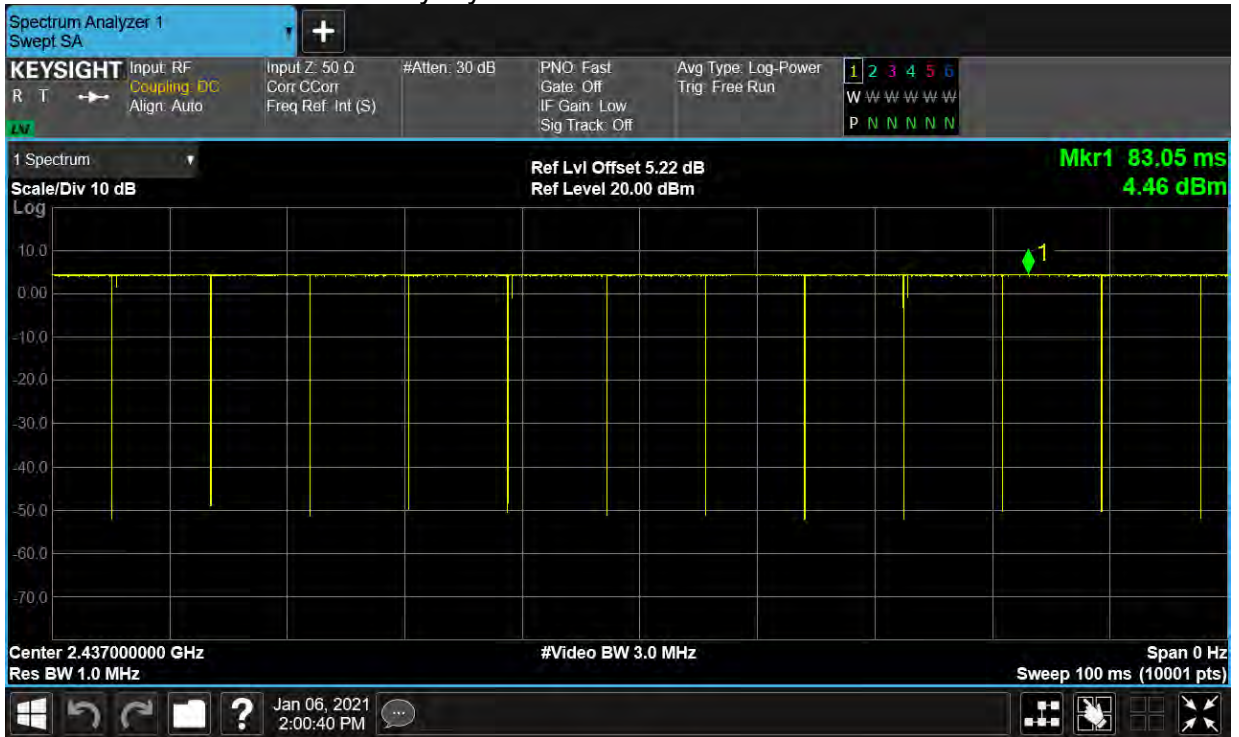 Spectrum Analyzer 1
Swept SA
KEYSIGHT Input: RF Input Z: 50 Ω #Atten: 30 dB PNO: Fast Avg Type: Log-Power 1 2 3 4 5 6
R T Coupling: DC Corr CCorr Gate: Off Trig: Free Run W W W W W W
Align: Auto Freq Ref: Int (S) IF Gain: Low
Sig Track: Off P N N N N N
1 Spectrum Ref Lvl Offset 5.22 dB Mkr1 83.05 ms
Scale/Div 10 dB Ref Level 20.00 dBm 4.46 dBm
Log
10.0
1
0.00
-10.0
-20.0
-30.0
-40.0
-50.0
-60.0
-70.0
Center 2.437000000 GHz #Video BW 3.0 MHz Span 0 Hz
Res BW 1.0 MHz Sweep 100 ms (10001 pts)
? Jan 06, 2021
2:00:40 PM